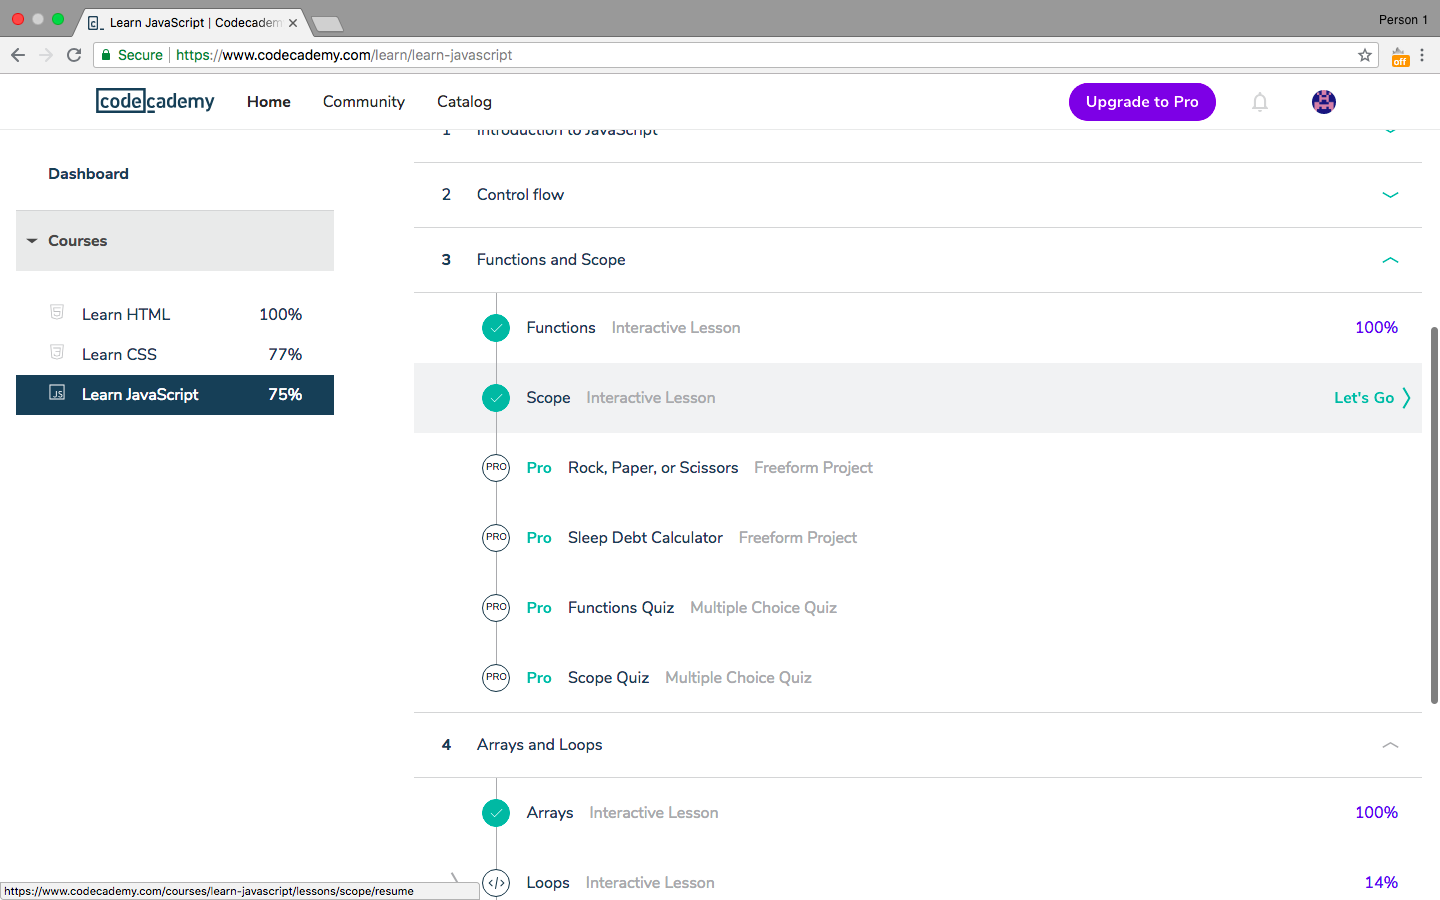 Learn JavaScript | Codecadem
Person 1
Secure https://www.codecademy.com/learn/learn-javascript
off
codecademy Home Community Catalog Upgrade to Pro
Dashboard
Courses
Learn HTML 100%
Learn CSS 77%
JS Learn JavaScript 75%
1 Introduction to JavaScript
2 Control flow
3 Functions and Scope
Functions Interactive Lesson 100%
Scope Interactive Lesson Let's Go
PRO Pro Rock, Paper, or Scissors Freeform Project
PRO Pro Sleep Debt Calculator Freeform Project
PRO Pro Functions Quiz Multiple Choice Quiz
PRO Pro Scope Quiz Multiple Choice Quiz
4 Arrays and Loops
Arrays Interactive Lesson 100%
</> Loops Interactive Lesson 14%
https://www.codecademy.com/courses/learn-javascript/lessons/scope/resume